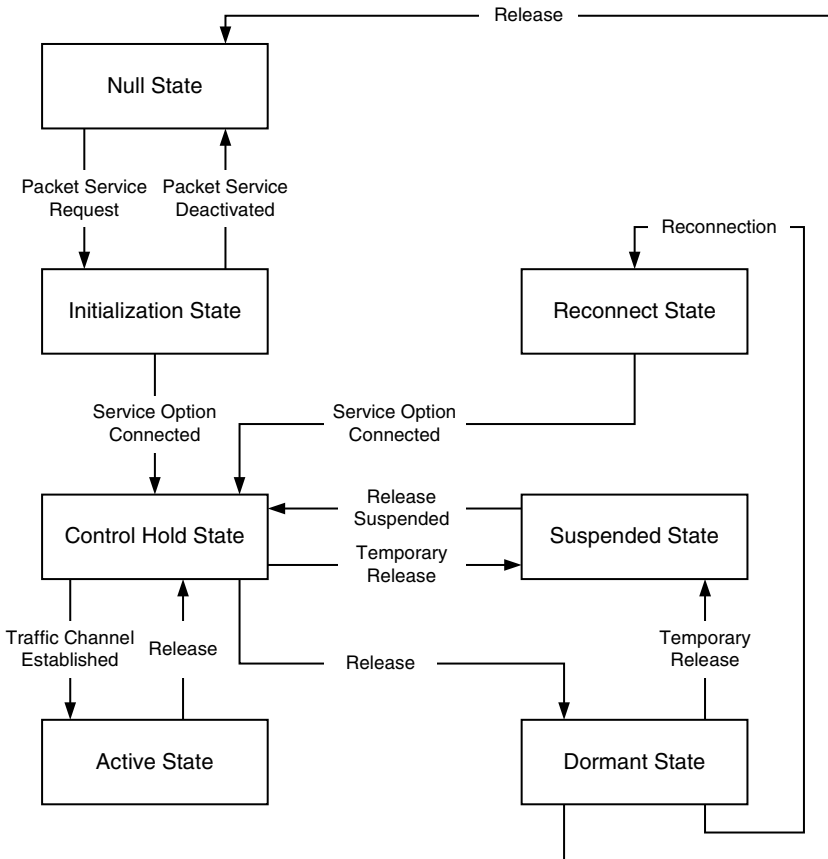 Release
Null State
Packet Service
Request
Packet Service
Deactivated
Reconnection
Initialization State
Reconnect State
Service Option
Connected
Service Option
Connected
Release
Suspended
Control Hold State
Suspended State
Temporary
Release
Traffic Channel
Established
Release
Release
Temporary
Release
Active State
Dormant State